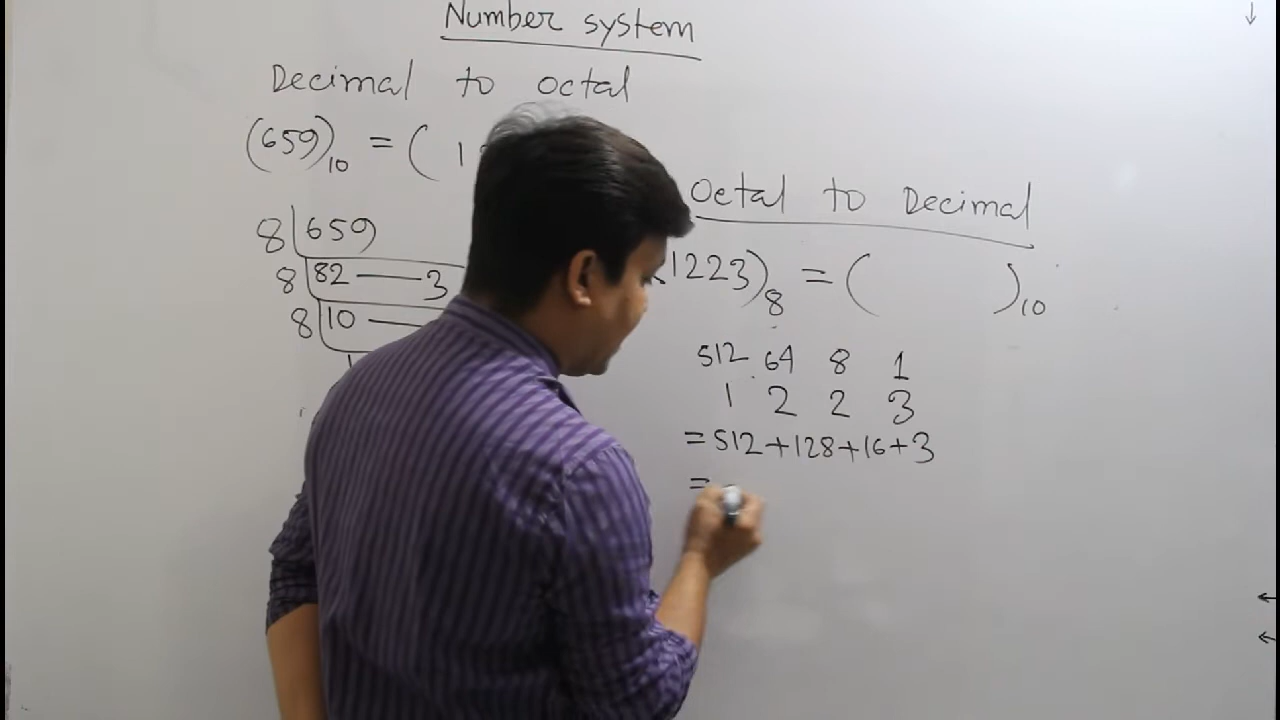 Number system
Decimal to octal
(659)10 = ( 1
8 659
8 82 — 3
8 10 —
1
Octal to Decimal
1223)8 = ( )10
512 64 8 1
1 2 2 3
= 512+128+16+3
=